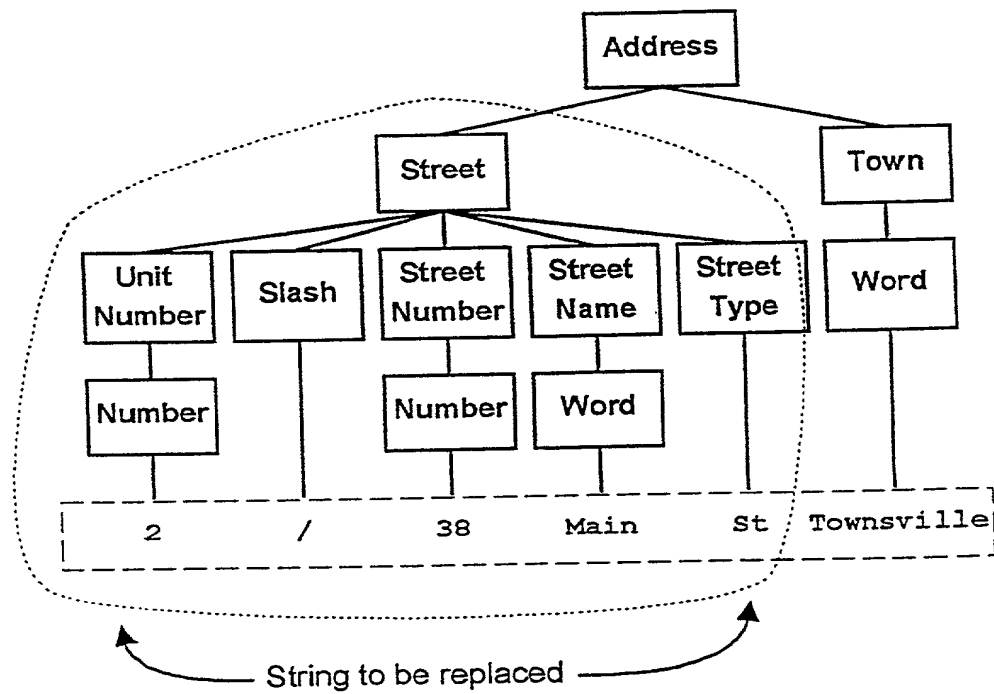 Address
Street
Town
Unit
Number
Slash
Street
Number
Street
Name
Street
Type
Word
Number
Number
Word
2 / 38 Main St Townsville
String to be replaced